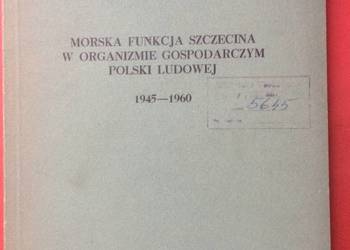 MORSKA FUNKCJA SZCZECINA
W ORGANIZMIE GOSPODARCZYM
POLSKI LUDOWEJ
1945—1960
5645